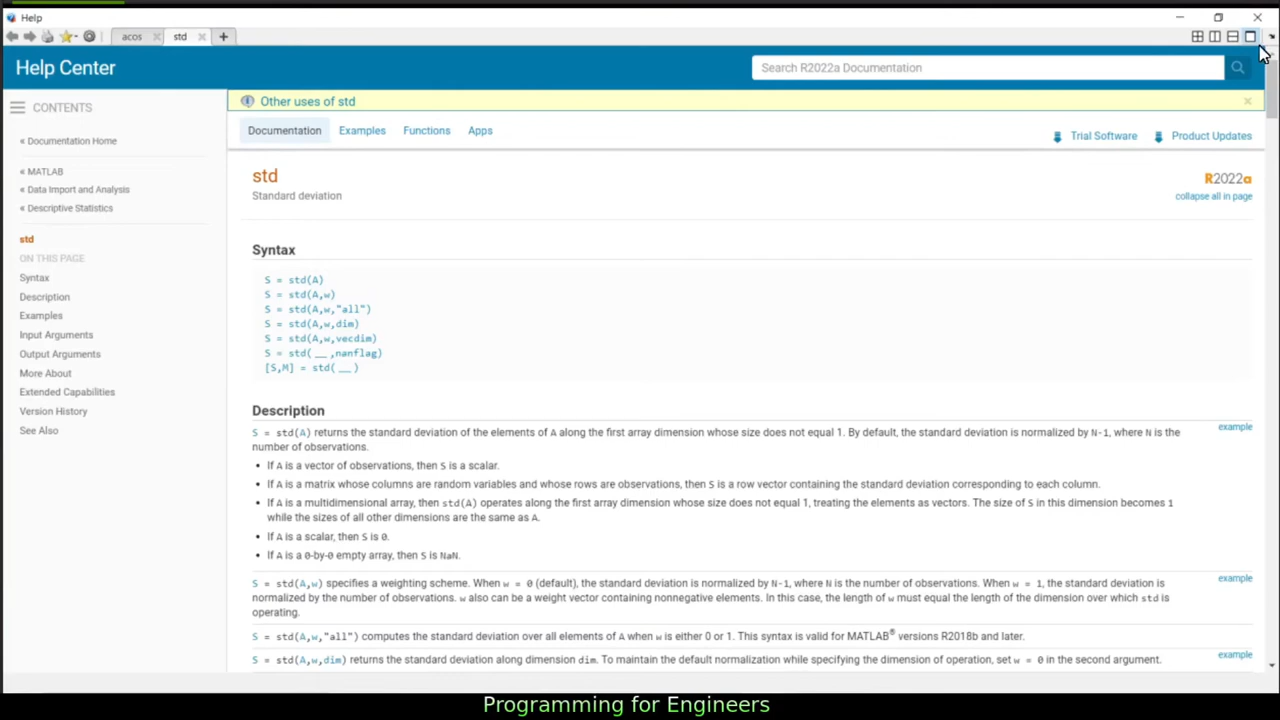 Help
acos
std
Help Center
Search R2022a Documentation
CONTENTS
« Documentation Home
« MATLAB
« Data Import and Analysis
« Descriptive Statistics
std
ON THIS PAGE
Syntax
Description
Examples
Input Arguments
Output Arguments
More About
Extended Capabilities
Version History
See Also
Other uses of std
Documentation Examples Functions Apps
Trial Software Product Updates
std
Standard deviation
R2022a
collapse all in page
Syntax
S = std(A)
S = std(A,w)
S = std(A,w,"all")
S = std(A,w,dim)
S = std(A,w,vecdim)
S = std(__,nanflag)
[S,M] = std(__)
Description
S = std(A) returns the standard deviation of the elements of A along the first array dimension whose size does not equal 1. By default, the standard deviation is normalized by N-1, where N is the
number of observations.
example
• If A is a vector of observations, then S is a scalar.
• If A is a matrix whose columns are random variables and whose rows are observations, then S is a row vector containing the standard deviation corresponding to each column.
• If A is a multidimensional array, then std(A) operates along the first array dimension whose size does not equal 1, treating the elements as vectors. The size of S in this dimension becomes 1
while the sizes of all other dimensions are the same as A.
• If A is a scalar, then S is 0.
• If A is a 0-by-0 empty array, then S is NaN.
S = std(A,w) specifies a weighting scheme. When w = 0 (default), the standard deviation is normalized by N-1, where N is the number of observations. When w = 1, the standard deviation is
normalized by the number of observations. w also can be a weight vector containing nonnegative elements. In this case, the length of w must equal the length of the dimension over which std is
operating.
example
S = std(A,w,"all") computes the standard deviation over all elements of A when w is either 0 or 1. This syntax is valid for MATLAB® versions R2018b and later.
S = std(A,w,dim) returns the standard deviation along dimension dim. To maintain the default normalization while specifying the dimension of operation, set w = 0 in the second argument.
example
Programming for Engineers